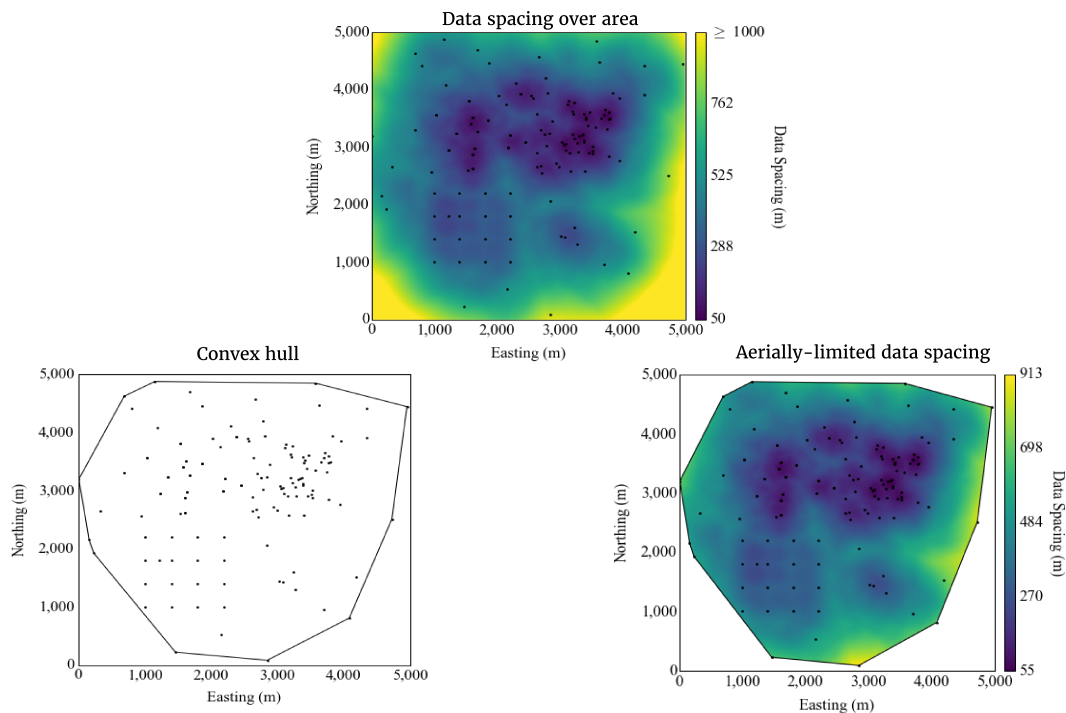 Data spacing over area
5,000
4,000
3,000
2,000
1,000
0
Northing (m)
0 1,000 2,000 3,000 4,000 5,000
Easting (m)
≥ 1000
762
525
288
50
Data Spacing (m)
Convex hull
5,000
4,000
3,000
2,000
1,000
0
Northing (m)
0 1,000 2,000 3,000 4,000 5,000
Easting (m)
Aerially-limited data spacing
5,000
4,000
3,000
2,000
1,000
0
Northing (m)
0 1,000 2,000 3,000 4,000 5,000
Easting (m)
913
698
484
270
55
Data Spacing (m)